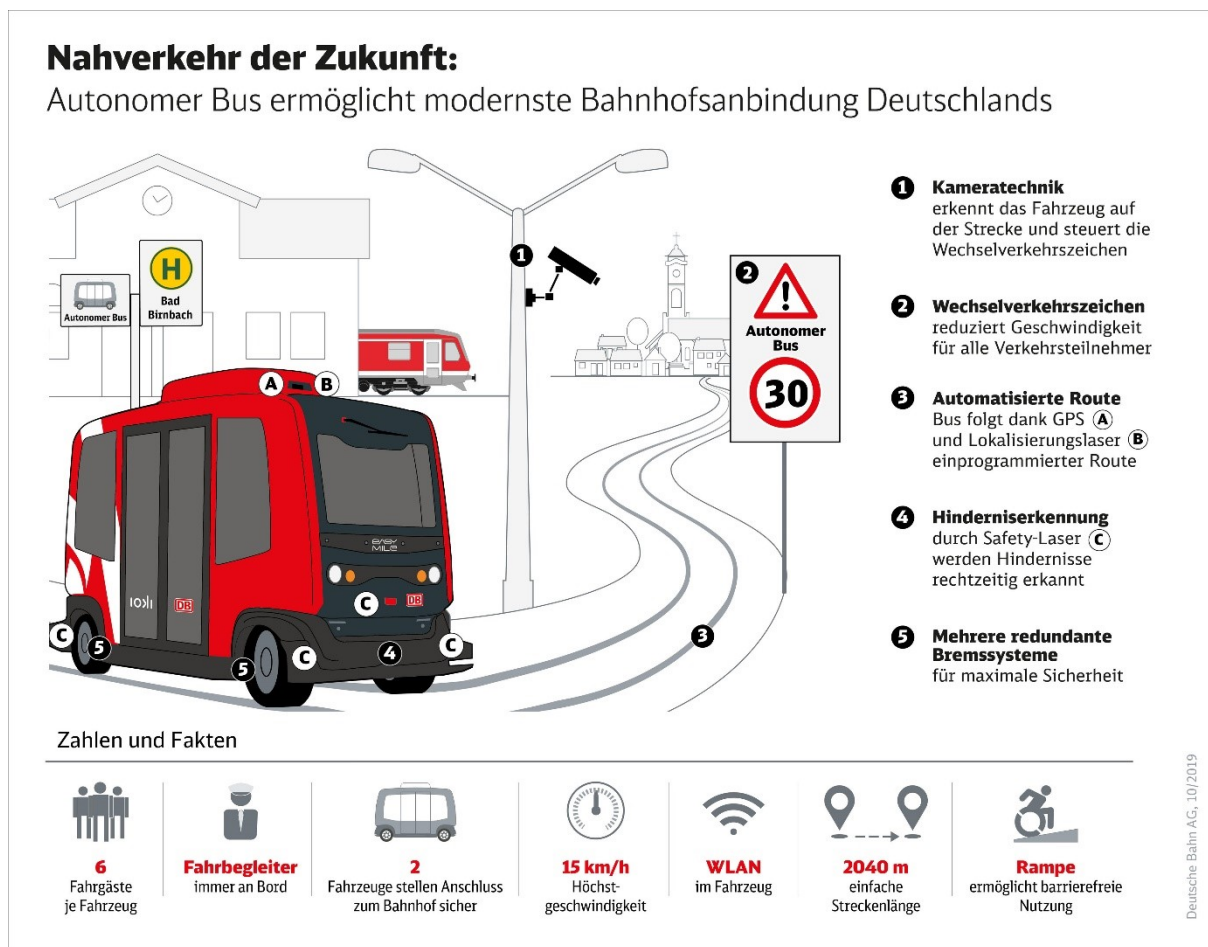 Nahverkehr der Zukunft:
Autonomer Bus ermöglicht modernste Bahnhofsanbindung Deutschlands
H
Bad
Birnbach
Autonomer Bus
1
2
Autonomer
Bus
30
A
B
EASY
MILE
ioki
DB
DB
C
C
C
C
5
5
4
3
1 Kameratechnik
erkennt das Fahrzeug auf
der Strecke und steuert die
Wechselverkehrszeichen
2 Wechselverkehrszeichen
reduziert Geschwindigkeit
für alle Verkehrsteilnehmer
3 Automatisierte Route
Bus folgt dank GPS A
und Lokalisierungslaser B
einprogrammierter Route
4 Hinderniserkennung
durch Safety-Laser C
werden Hindernisse
rechtzeitig erkannt
5 Mehrere redundante
Bremssysteme
für maximale Sicherheit
Zahlen und Fakten
6
Fahrgäste
je Fahrzeug
Fahrbegleiter
immer an Bord
2
Fahrzeuge stellen Anschluss
zum Bahnhof sicher
15 km/h
Höchst-
geschwindigkeit
WLAN
im Fahrzeug
2040 m
einfache
Streckenlänge
Rampe
ermöglicht barrierefreie
Nutzung
Deutsche Bahn AG, 10/2019